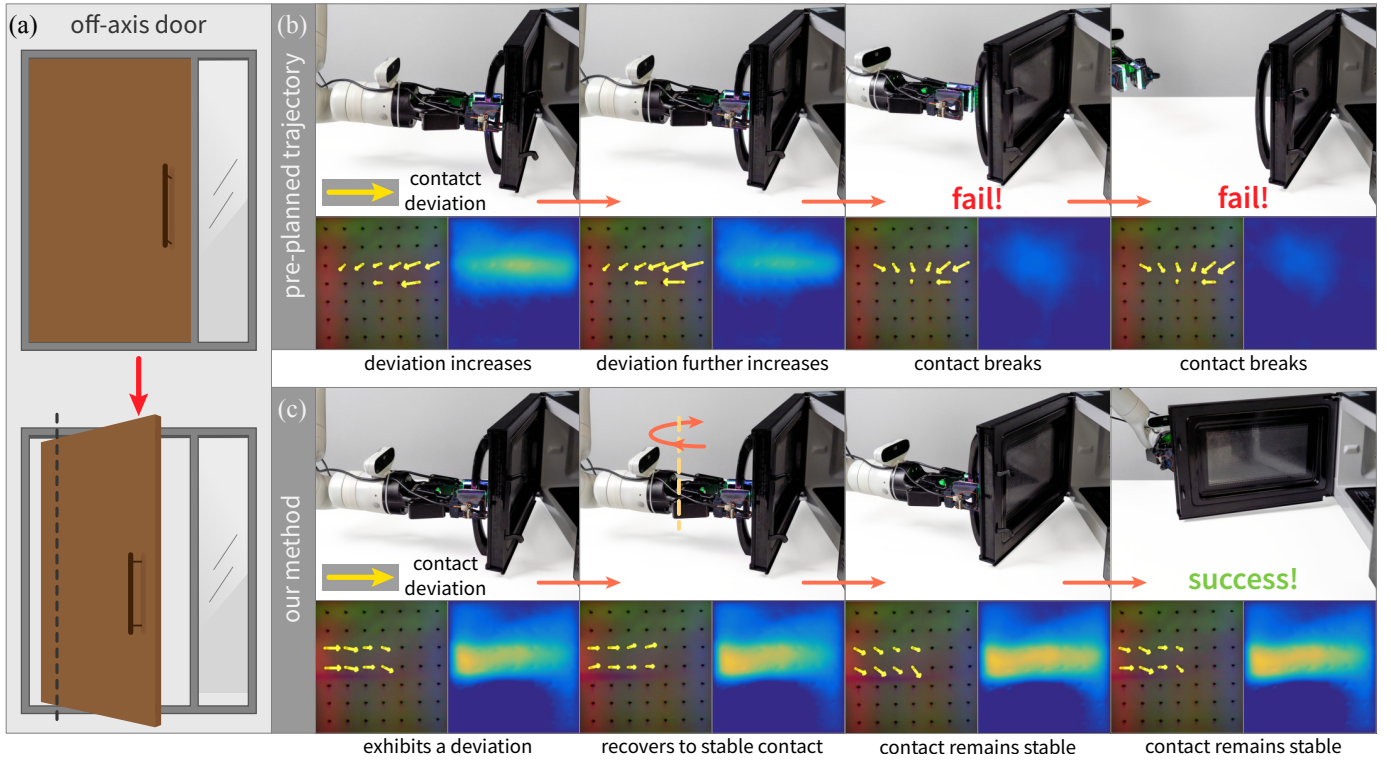 (a)
off-axis door
(b)
pre-planned trajectory
contatct
deviation
fail!
fail!
deviation increases
deviation further increases
contact breaks
contact breaks
(c)
our method
contact
deviation
success!
exhibits a deviation
recovers to stable contact
contact remains stable
contact remains stable